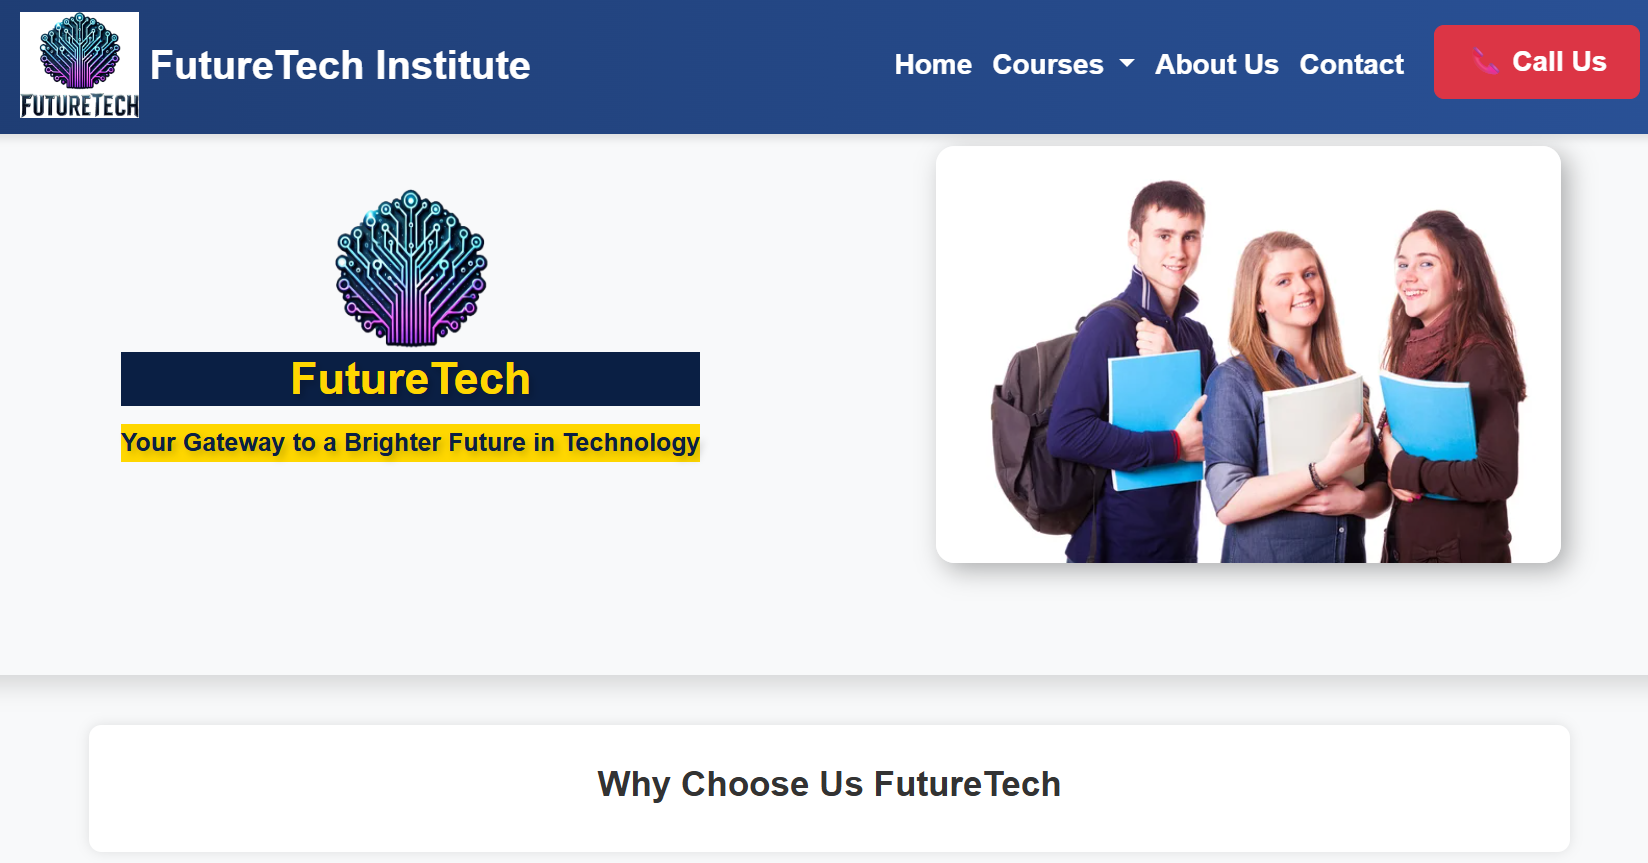 FUTURETECH
FutureTech Institute
Home Courses About Us Contact
Call Us
FutureTech
Your Gateway to a Brighter Future in Technology
Why Choose Us FutureTech